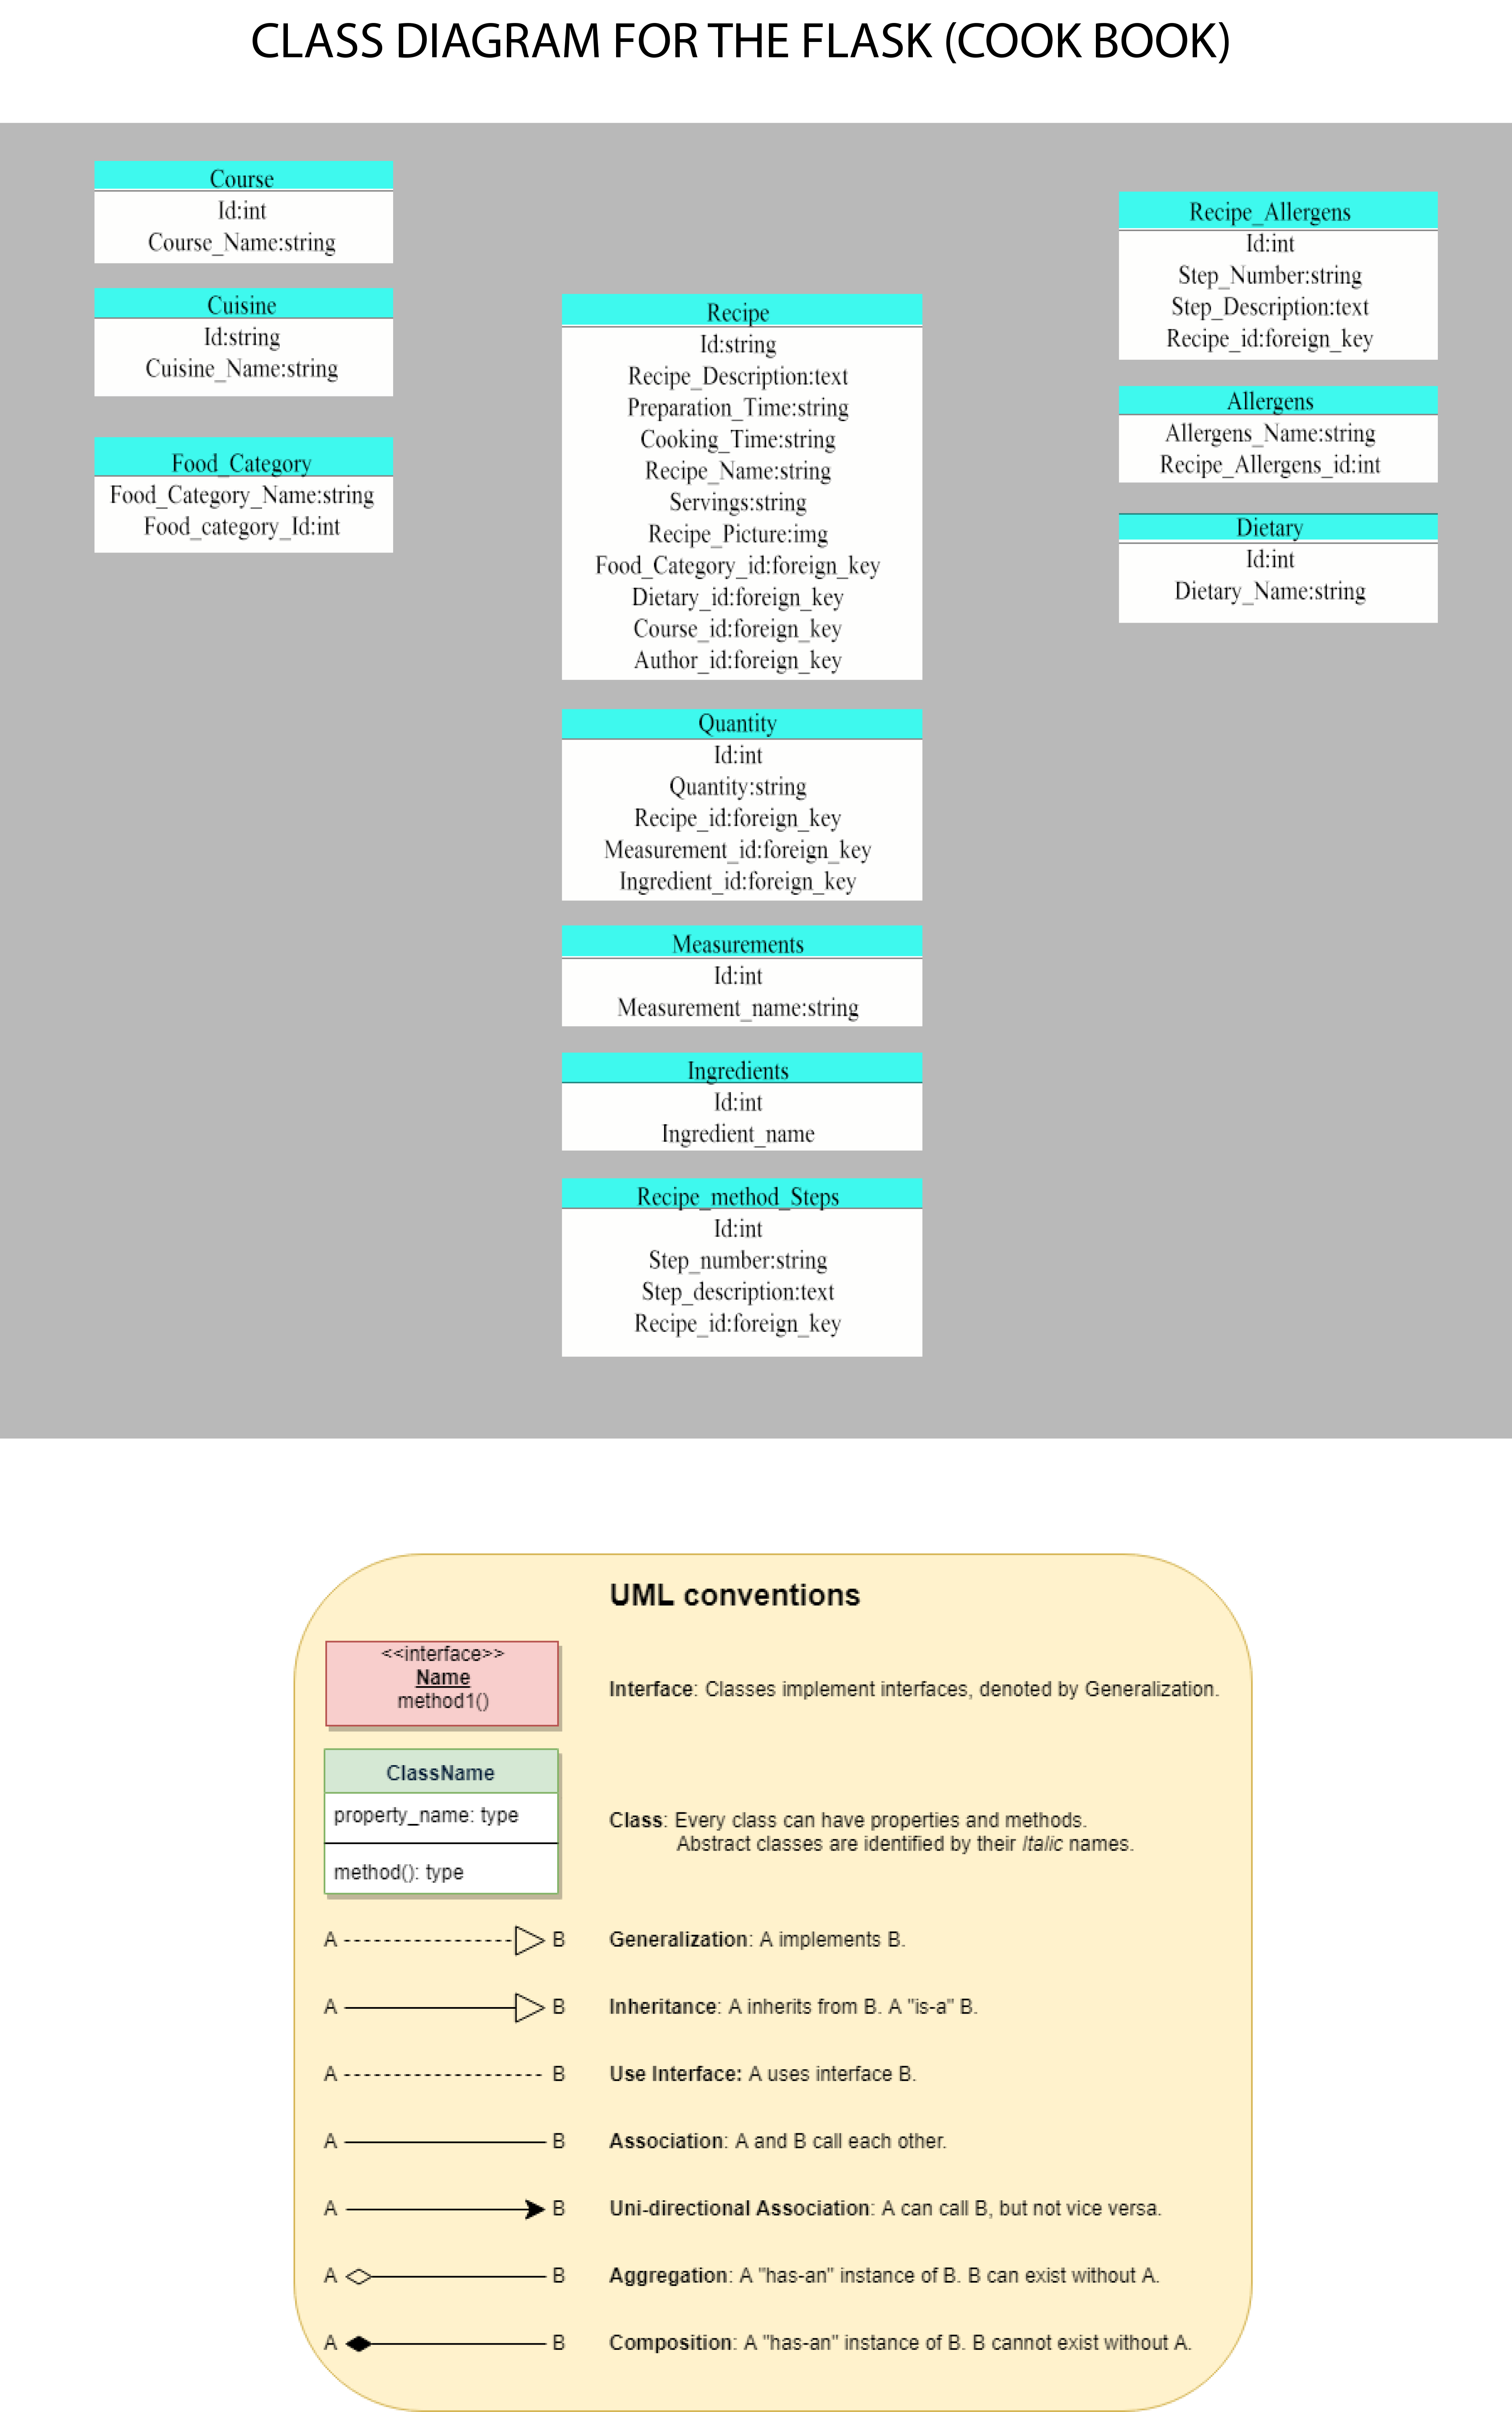 CLASS DIAGRAM FOR THE FLASK (COOK BOOK)
Course
Id:int
Course_Name:string
Cuisine
Id:string
Cuisine_Name:string
Food_Category
Food_Category_Name:string
Food_category_Id:int
Recipe
Id:string
Recipe_Description:text
Preparation_Time:string
Cooking_Time:string
Recipe_Name:string
Servings:string
Recipe_Picture:img
Food_Category_id:foreign_key
Dietary_id:foreign_key
Course_id:foreign_key
Author_id:foreign_key
Quantity
Id:int
Quantity:string
Recipe_id:foreign_key
Measurement_id:foreign_key
Ingredient_id:foreign_key
Measurements
Id:int
Measurement_name:string
Ingredients
Id:int
Ingredient_name
Recipe_method_Steps
Id:int
Step_number:string
Step_description:text
Recipe_id:foreign_key
Recipe_Allergens
Id:int
Step_Number:string
Step_Description:text
Recipe_id:foreign_key
Allergens
Allergens_Name:string
Recipe_Allergens_id:int
Dietary
Id:int
Dietary_Name:string
UML conventions
<<interface>>
Name
method1()
Interface: Classes implement interfaces, denoted by Generalization.
ClassName
property_name: type
method(): type
Class: Every class can have properties and methods.
Abstract classes are identified by their Italic names.
A B Generalization: A implements B.
A B Inheritance: A inherits from B. A "is-a" B.
A B Use Interface: A uses interface B.
A B Association: A and B call each other.
A B Uni-directional Association: A can call B, but not vice versa.
A B Aggregation: A "has-an" instance of B. B can exist without A.
A B Composition: A "has-an" instance of B. B cannot exist without A.